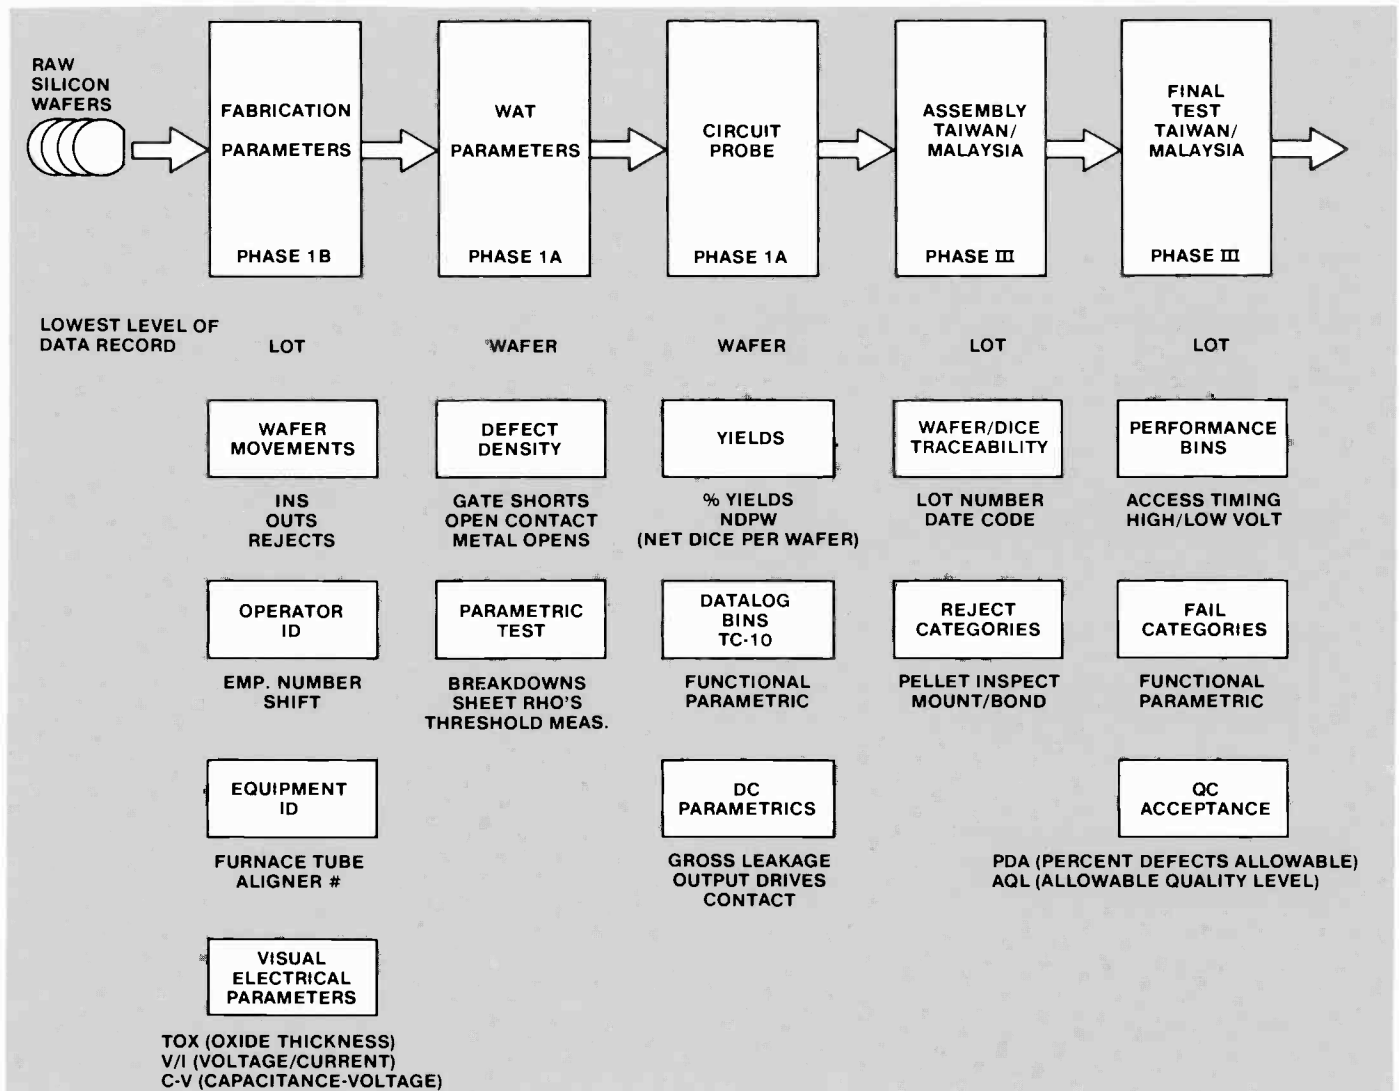 RAW
SILICON
WAFERS
FABRICATION
PARAMETERS
PHASE 1B
WAT
PARAMETERS
PHASE 1A
CIRCUIT
PROBE
PHASE 1A
ASSEMBLY
TAIWAN/
MALAYSIA
PHASE III
FINAL
TEST
TAIWAN/
MALAYSIA
PHASE III
LOWEST LEVEL OF
DATA RECORD
LOT
WAFER
WAFER
LOT
LOT
WAFER
MOVEMENTS
INS
OUTS
REJECTS
OPERATOR
ID
EMP. NUMBER
SHIFT
EQUIPMENT
ID
FURNACE TUBE
ALIGNER #
VISUAL
ELECTRICAL
PARAMETERS
TOX (OXIDE THICKNESS)
V/I (VOLTAGE/CURRENT)
C-V (CAPACITANCE-VOLTAGE)
DEFECT
DENSITY
GATE SHORTS
OPEN CONTACT
METAL OPENS
PARAMETRIC
TEST
BREAKDOWNS
SHEET RHO'S
THRESHOLD MEAS.
YIELDS
% YIELDS
NDPW
(NET DICE PER WAFER)
DATALOG
BINS
TC-10
FUNCTIONAL
PARAMETRIC
DC
PARAMETRICS
GROSS LEAKAGE
OUTPUT DRIVES
CONTACT
WAFER/DICE
TRACEABILITY
LOT NUMBER
DATE CODE
REJECT
CATEGORIES
PELLET INSPECT
MOUNT/BOND
PERFORMANCE
BINS
ACCESS TIMING
HIGH/LOW VOLT
FAIL
CATEGORIES
FUNCTIONAL
PARAMETRIC
QC
ACCEPTANCE
PDA (PERCENT DEFECTS ALLOWABLE)
AQL (ALLOWABLE QUALITY LEVEL)